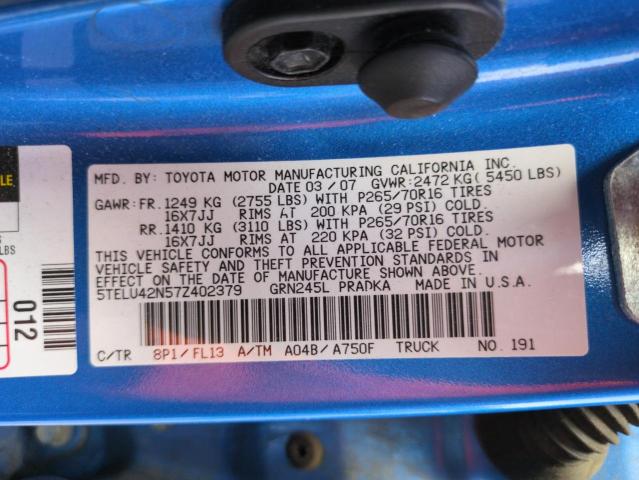 MFD. BY: TOYOTA MOTOR MANUFACTURING CALIFORNIA INC.
DATE 03 / 07 GVWR:2472 KG( 5450 LBS)
GAWR:FR.1249 KG (2755 LBS) WITH P265/70R16 TIRES
16X7JJ RIMS AT 200 KPA (29 PSI) COLD.
RR.1410 KG (3110 LBS) WITH P265/70R16 TIRES
16X7JJ RIMS AT 220 KPA (32 PSI) COLD.
THIS VEHICLE CONFORMS TO ALL APPLICABLE FEDERAL MOTOR
VEHICLE SAFETY AND THEFT PREVENTION STANDARDS IN
EFFECT ON THE DATE OF MANUFACTURE SHOWN ABOVE.
5TELU42N57Z402379 GRN245L PRADKA MADE IN U.S.A.
C/TR 8P1/FL13 A/TM A04B/A750F TRUCK NO. 191
LBS
012